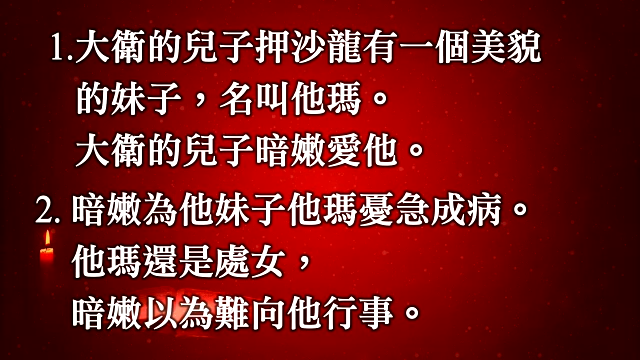 1.大衛的兒子押沙龍有一個美貌
的妹子，名叫他瑪。
大衛的兒子暗嫩愛他。
2. 暗嫩為他妹子他瑪憂急成病。
他瑪還是處女，
暗嫩以為難向他行事。